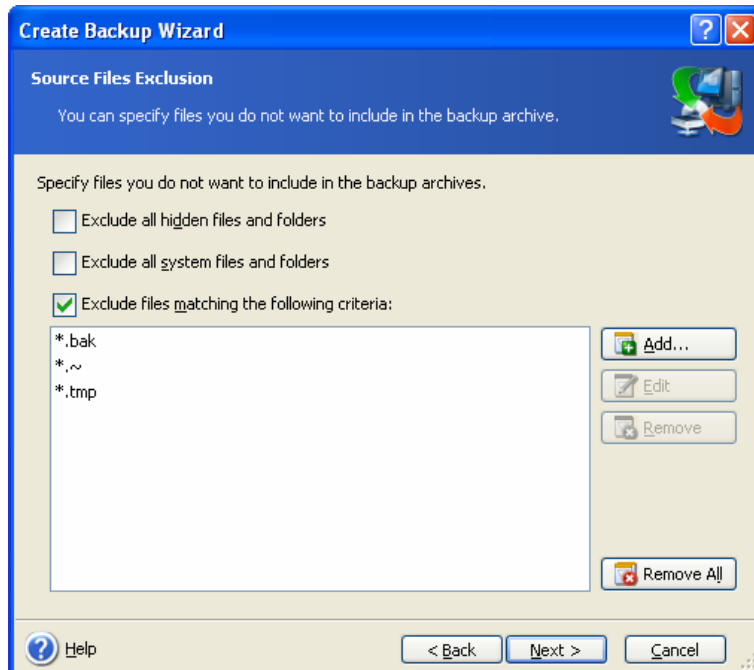 Create Backup Wizard
Source Files Exclusion
You can specify files you do not want to include in the backup archive.
Specify files you do not want to include in the backup archives.
Exclude all hidden files and folders
Exclude all system files and folders
Exclude files matching the following criteria:
*.bak
*.~
*.tmp
Add...
Edit
Remove
Remove All
Help
< Back
Next >
Cancel